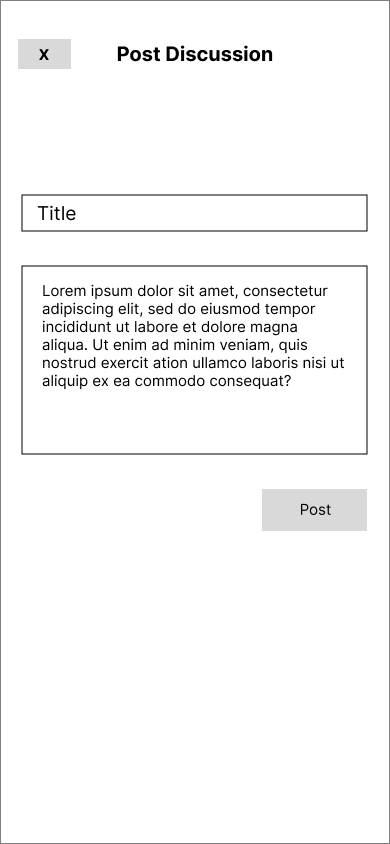 X
Post Discussion
Title
Lorem ipsum dolor sit amet, consectetur
adipiscing elit, sed do eiusmod tempor
incididunt ut labore et dolore magna
aliqua. Ut enim ad minim veniam, quis
nostrud exercit ation ullamco laboris nisi ut
aliquip ex ea commodo consequat?
Post